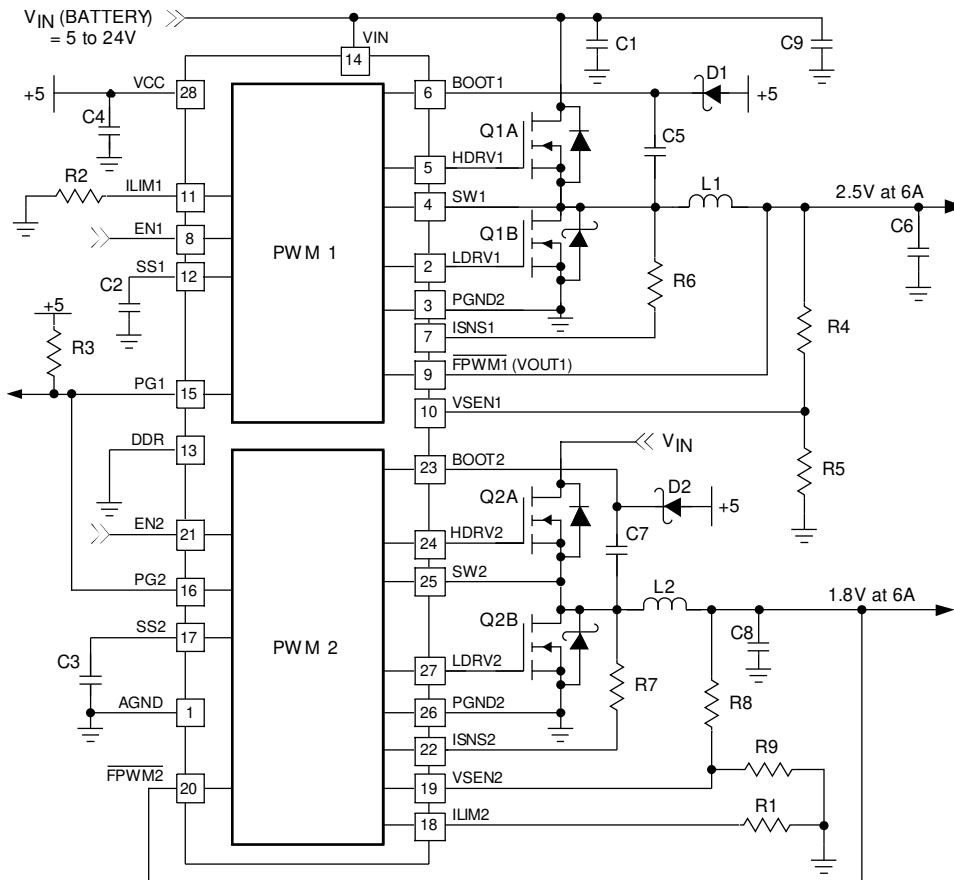 VIN (BATTERY)
= 5 to 24V
VIN
14
C1
C9
+5
VCC
28
C4
6
BOOT1
D1
+5
Q1A
C5
5
HDRV1
R2
ILIM1
11
4
SW1
L1
2.5V at 6A
C6
EN1
8
PWM 1
Q1B
2
LDRV1
SS1
12
C2
R6
3
PGND2
+5
R3
7
ISNS1
R4
9
FPWM1 (VOUT1)
PG1
15
10
VSEN1
DDR
13
VIN
23
BOOT2
R5
D2
+5
Q2A
C7
EN2
21
24
HDRV2
PG2
16
25
SW2
L2
1.8V at 6A
SS2
17
Q2B
C8
PWM 2
C3
27
LDRV2
R7
R8
AGND
1
26
PGND2
22
ISNS2
R9
FPWM2
20
19
VSEN2
R1
18
ILIM2